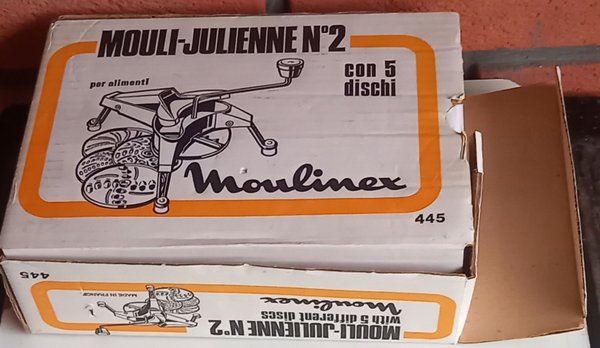 MOULI-JULIENNE N°2
per alimenti
con 5
dischi
Moulinex
445
445
MADE IN FRANCE
MOULI-JULIENNE N°2
with 5 different discs
Moulinex